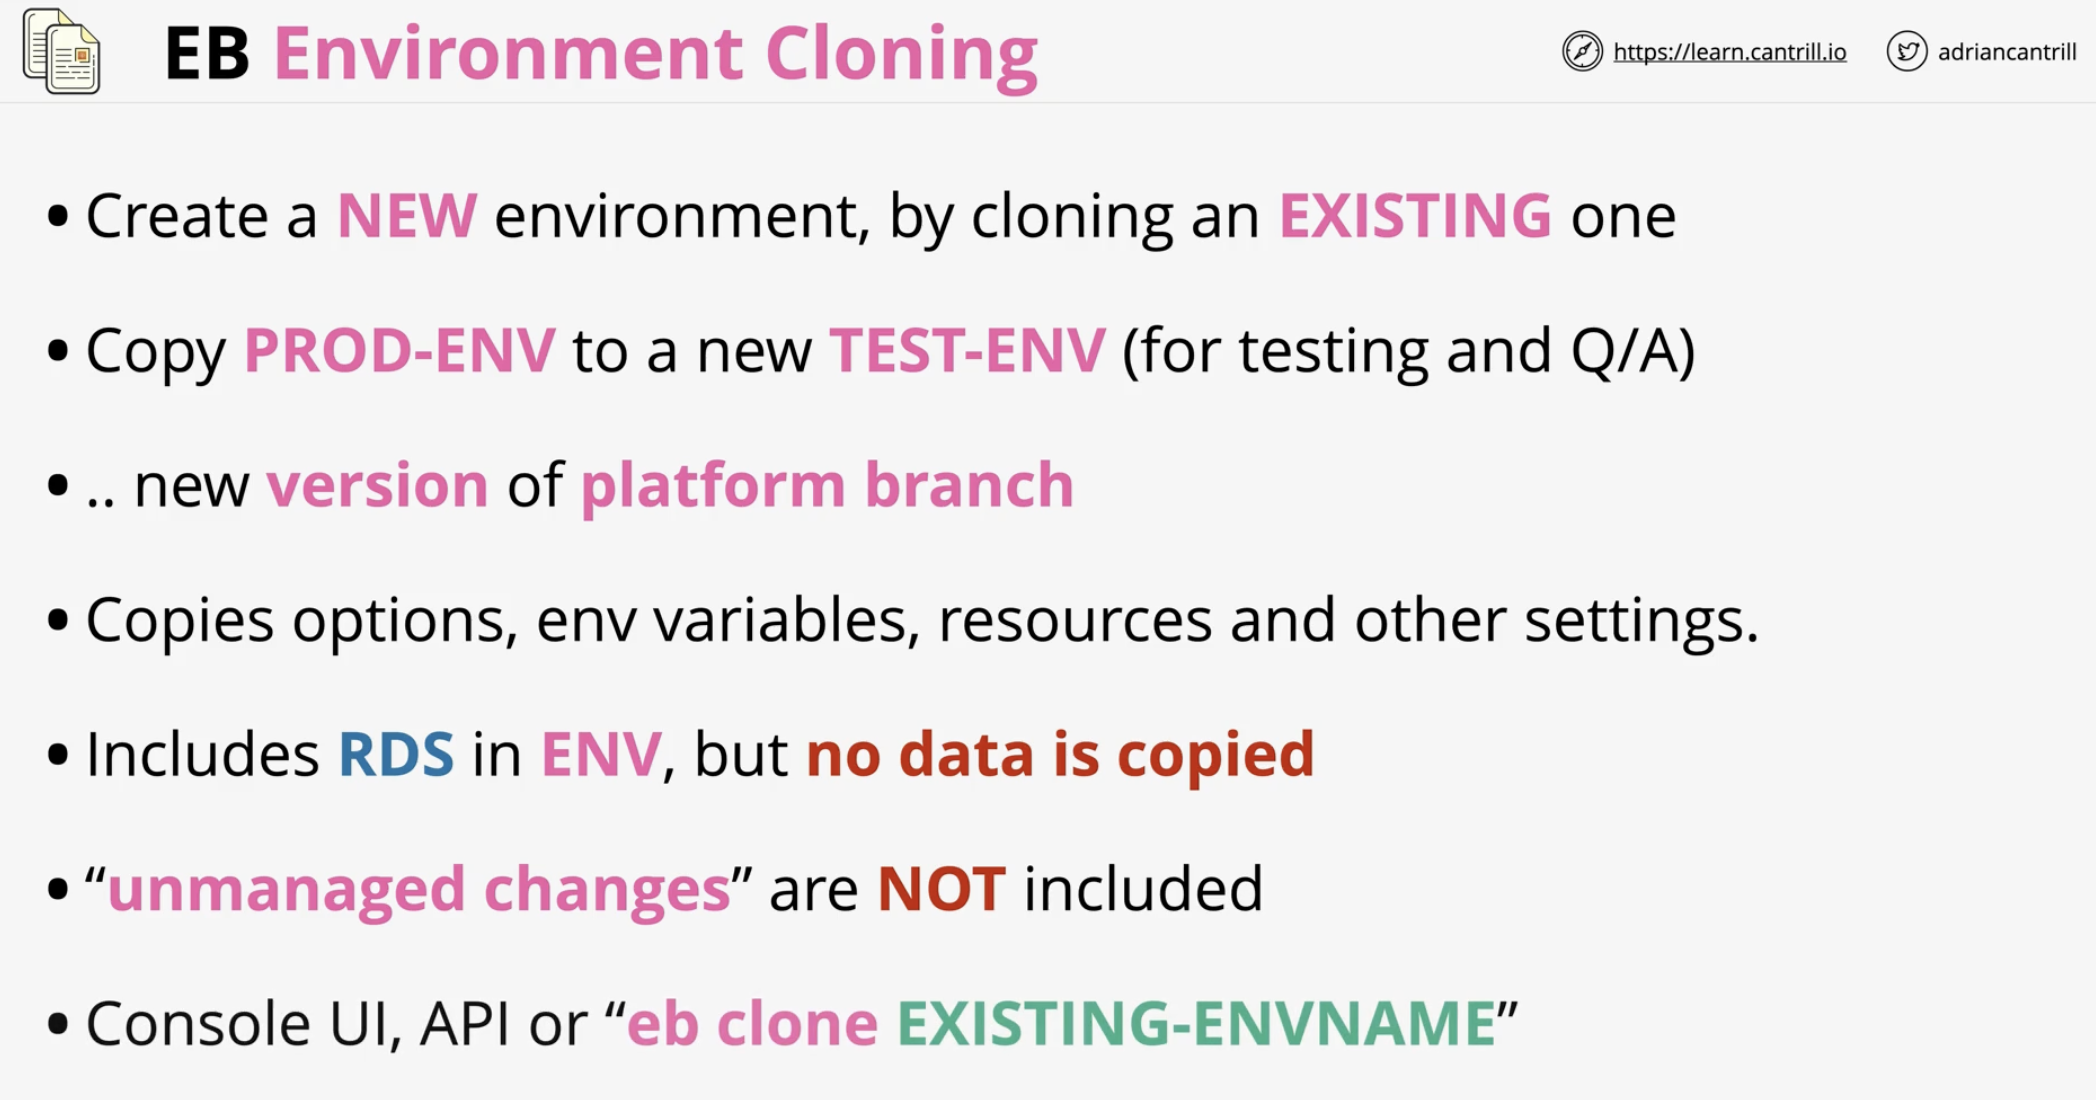 EB Environment Cloning
https://learn.cantrill.io
adriancantrill
• Create a NEW environment, by cloning an EXISTING one
• Copy PROD-ENV to a new TEST-ENV (for testing and Q/A)
• .. new version of platform branch
• Copies options, env variables, resources and other settings.
• Includes RDS in ENV, but no data is copied
• “unmanaged changes” are NOT included
• Console UI, API or “eb clone EXISTING-ENVNAME”